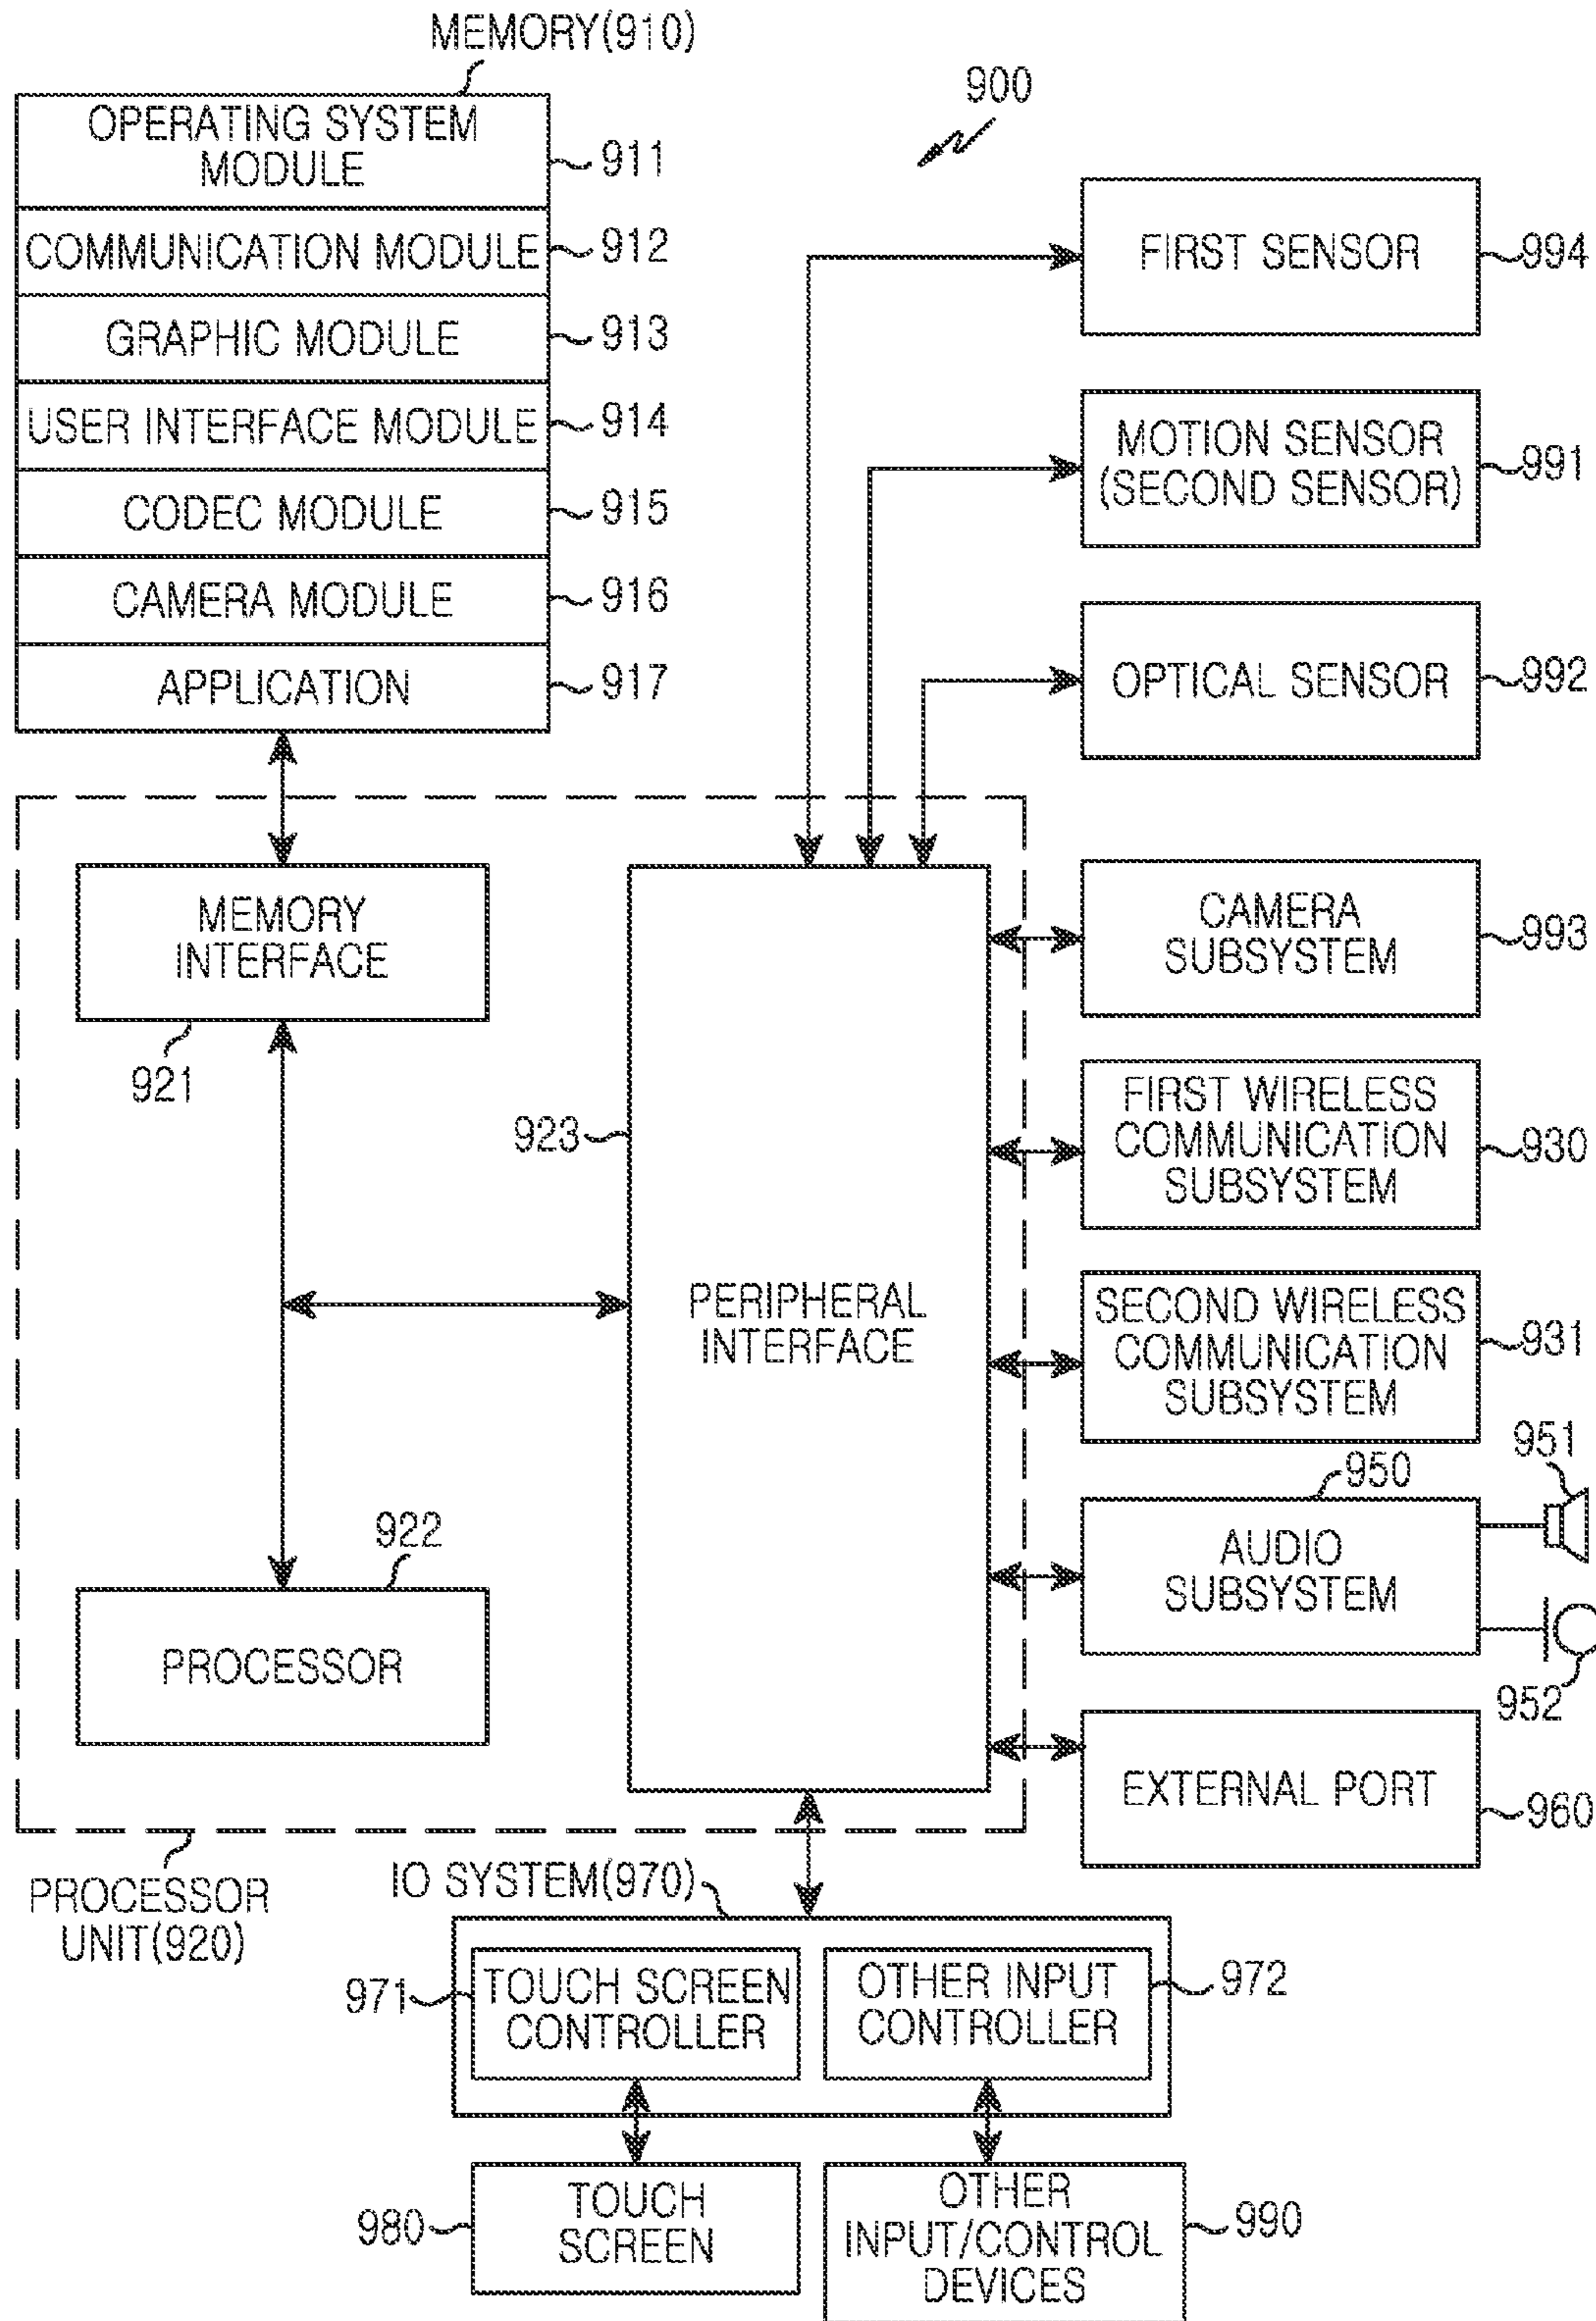 MEMORY(910)
900
OPERATING SYSTEM
MODULE
911
COMMUNICATION MODULE
912
GRAPHIC MODULE
913
USER INTERFACE MODULE
914
CODEC MODULE
915
CAMERA MODULE
916
APPLICATION
917
FIRST SENSOR
994
MOTION SENSOR
(SECOND SENSOR)
991
OPTICAL SENSOR
992
MEMORY
INTERFACE
921
923
PERIPHERAL
INTERFACE
922
PROCESSOR
PROCESSOR
UNIT(920)
CAMERA
SUBSYSTEM
993
FIRST WIRELESS
COMMUNICATION
SUBSYSTEM
930
SECOND WIRELESS
COMMUNICATION
SUBSYSTEM
931
950
AUDIO
SUBSYSTEM
951
952
EXTERNAL PORT
960
IO SYSTEM(970)
971
TOUCH SCREEN
CONTROLLER
OTHER INPUT
CONTROLLER
972
980
TOUCH
SCREEN
OTHER
INPUT/CONTROL
DEVICES
990